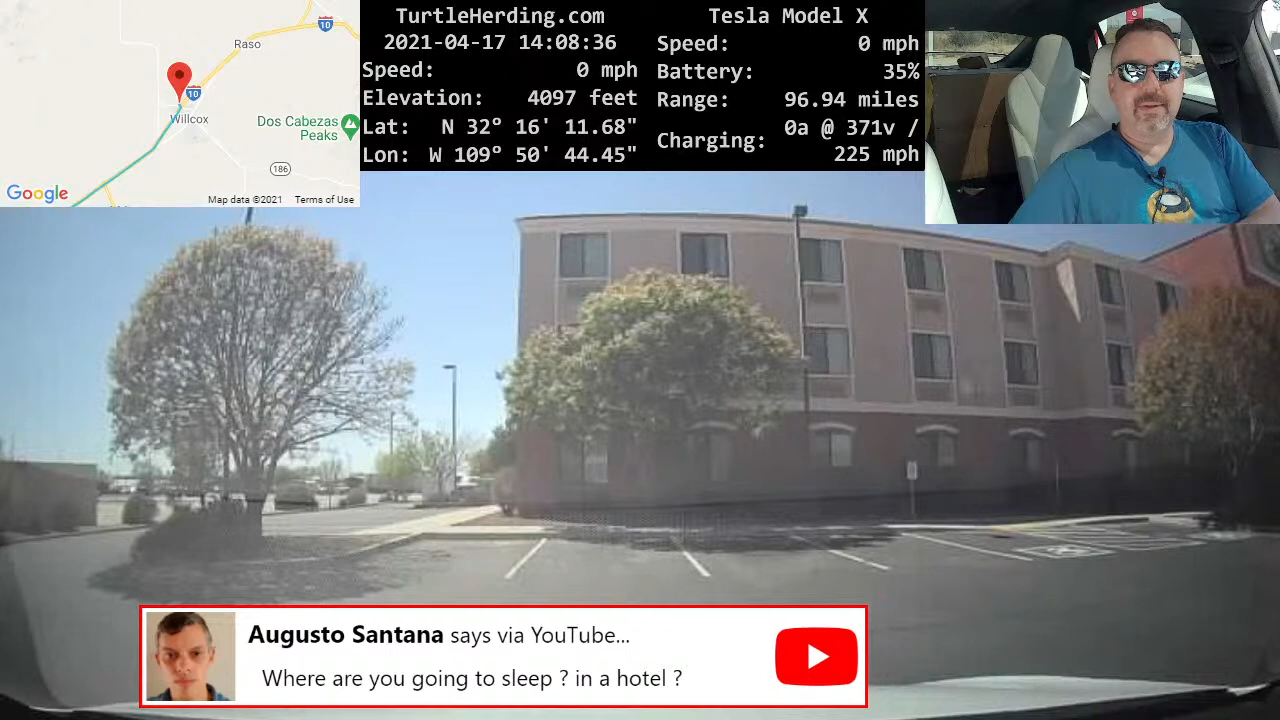 Raso
10
10
Willcox
Dos Cabezas
Peaks
186
Google
Map data ©2021 Terms of Use
TurtleHerding.com
2021-04-17 14:08:36
Speed: 0 mph
Elevation: 4097 feet
Lat: N 32° 16' 11.68"
Lon: W 109° 50' 44.45"
Tesla Model X
Speed: 0 mph
Battery: 35%
Range: 96.94 miles
Charging: 0a @ 371v /
225 mph
Augusto Santana says via YouTube...
Where are you going to sleep ? in a hotel ?